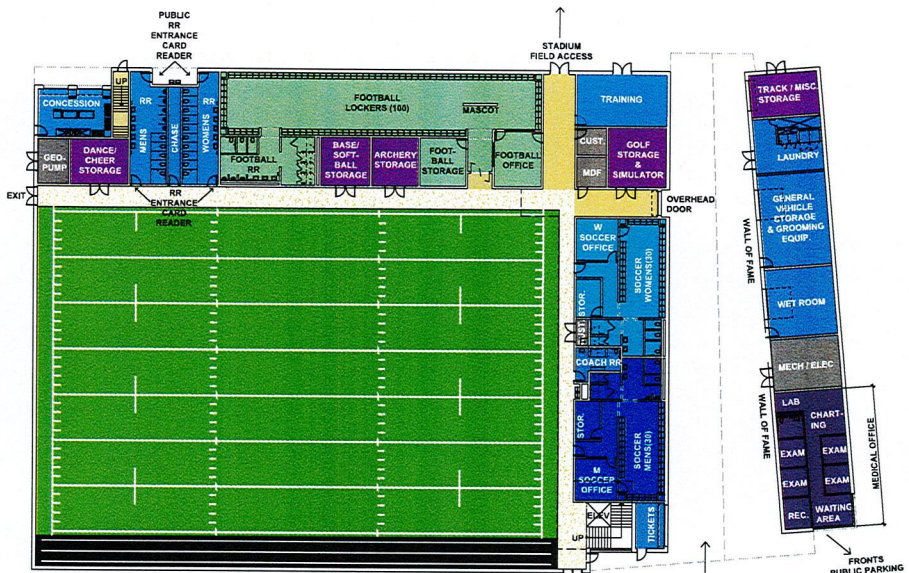 PUBLIC
RR
ENTRANCE
CARD
READER
STADIUM
FIELD ACCESS
UP
CONCESSION
RR
MENS
CHASE
RR
WOMENS
FOOTBALL
LOCKERS (100)
MASCOT
TRAINING
TRACK / MISC.
STORAGE
GEO-
PUMP
DANCE/
CHEER
STORAGE
FOOTBALL
RR
BASE/
SOFT-
BALL
STORAGE
ARCHERY
STORAGE
FOOT-
BALL
STORAGE
FOOTBALL
OFFICE
CUST.
MDF
GOLF
STORAGE
&
SIMULATOR
LAUNDRY
EXIT
RR
ENTRANCE
CARD
READER
OVERHEAD
DOOR
GENERAL
VEHICLE
STORAGE
& GROOMING
EQUIP.
WALL OF FAME
W
SOCCER
OFFICE
SOCCER
WOMENS(30)
STOR.
WET ROOM
COACH RR
MECH / ELEC
WALL OF FAME
STOR.
SOCCER
MENS(30)
M
SOCCER
OFFICE
LAB
CHART-
ING
EXAM
EXAM
EXAM
EXAM
REC.
WAITING
AREA
MEDICAL OFFICE
ELEV
UP
TICKETS
FRONTS
PUBLIC PARKING